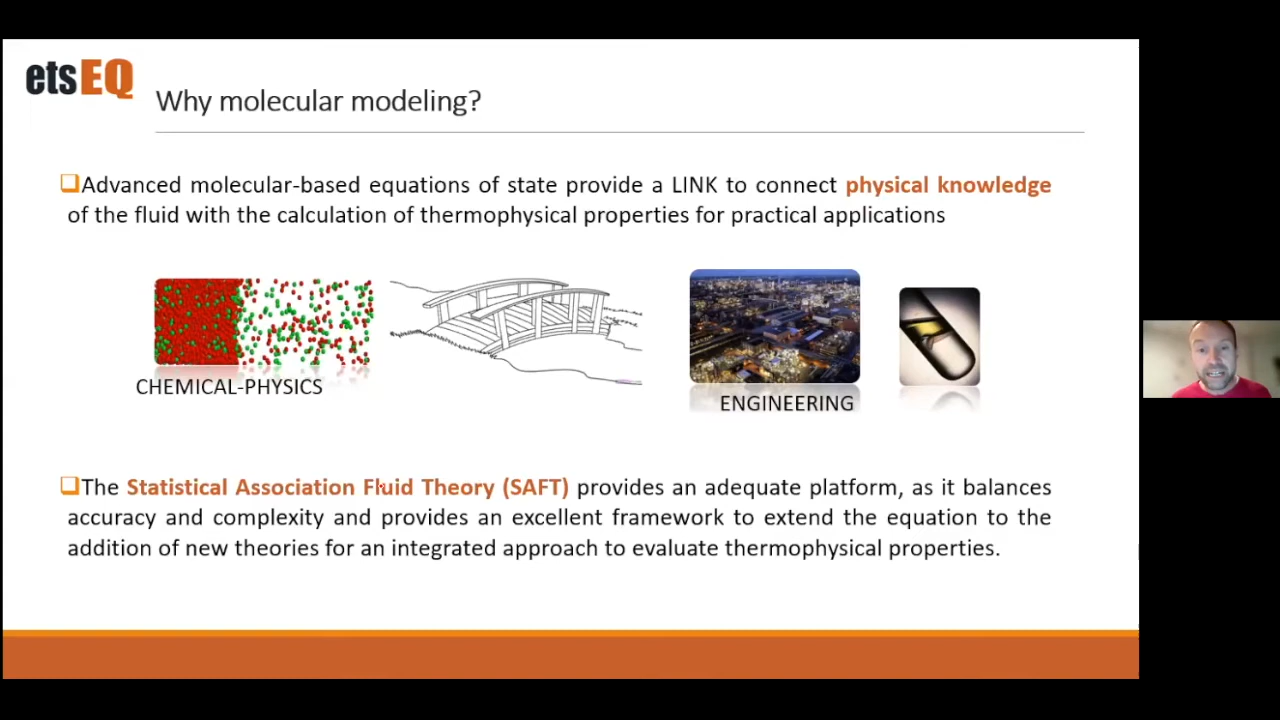 etsEQ
Why molecular modeling?
Advanced molecular-based equations of state provide a LINK to connect physical knowledge
of the fluid with the calculation of thermophysical properties for practical applications
CHEMICAL-PHYSICS
ENGINEERING
The Statistical Association Fluid Theory (SAFT) provides an adequate platform, as it balances
accuracy and complexity and provides an excellent framework to extend the equation to the
addition of new theories for an integrated approach to evaluate thermophysical properties.